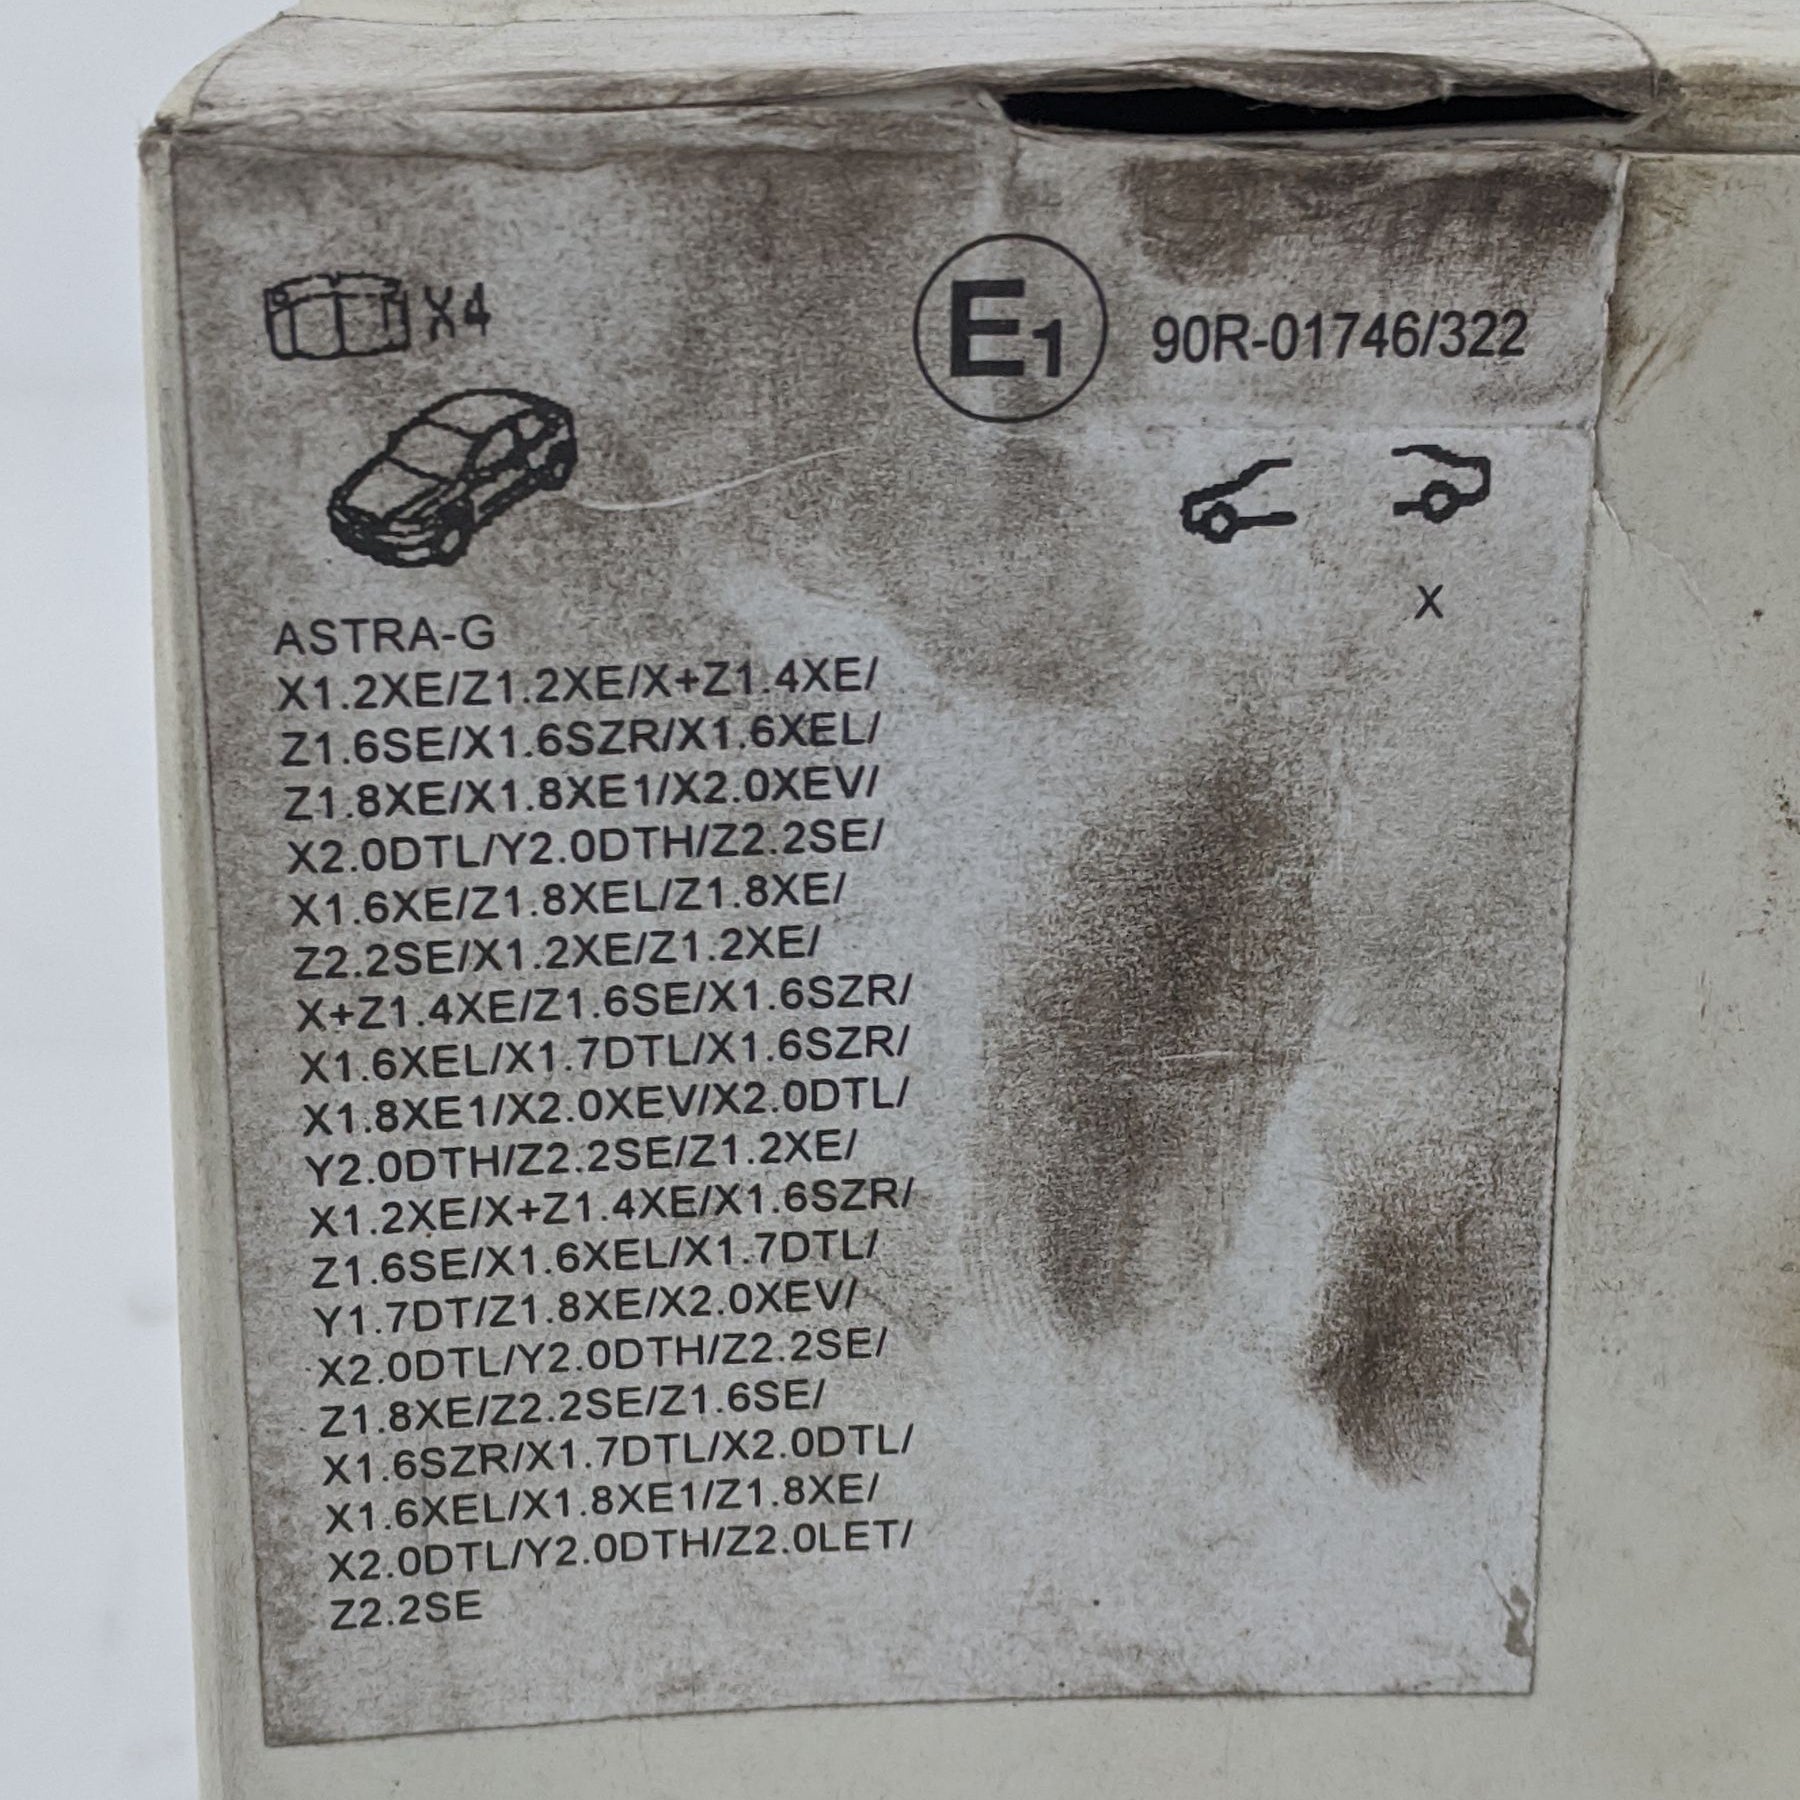 X4
E1 90R-01746/322
X
ASTRA-G
X1.2XE/Z1.2XE/X+Z1.4XE/
Z1.6SE/X1.6SZR/X1.6XEL/
Z1.8XE/X1.8XE1/X2.0XEV/
X2.0DTL/Y2.0DTH/Z2.2SE/
X1.6XE/Z1.8XEL/Z1.8XE/
Z2.2SE/X1.2XE/Z1.2XE/
X+Z1.4XE/Z1.6SE/X1.6SZR/
X1.6XEL/X1.7DTL/X1.6SZR/
X1.8XE1/X2.0XEV/X2.0DTL/
Y2.0DTH/Z2.2SE/Z1.2XE/
X1.2XE/X+Z1.4XE/X1.6SZR/
Z1.6SE/X1.6XEL/X1.7DTL/
Y1.7DT/Z1.8XE/X2.0XEV/
X2.0DTL/Y2.0DTH/Z2.2SE/
Z1.8XE/Z2.2SE/Z1.6SE/
X1.6SZR/X1.7DTL/X2.0DTL/
X1.6XEL/X1.8XE1/Z1.8XE/
X2.0DTL/Y2.0DTH/Z2.0LET/
Z2.2SE